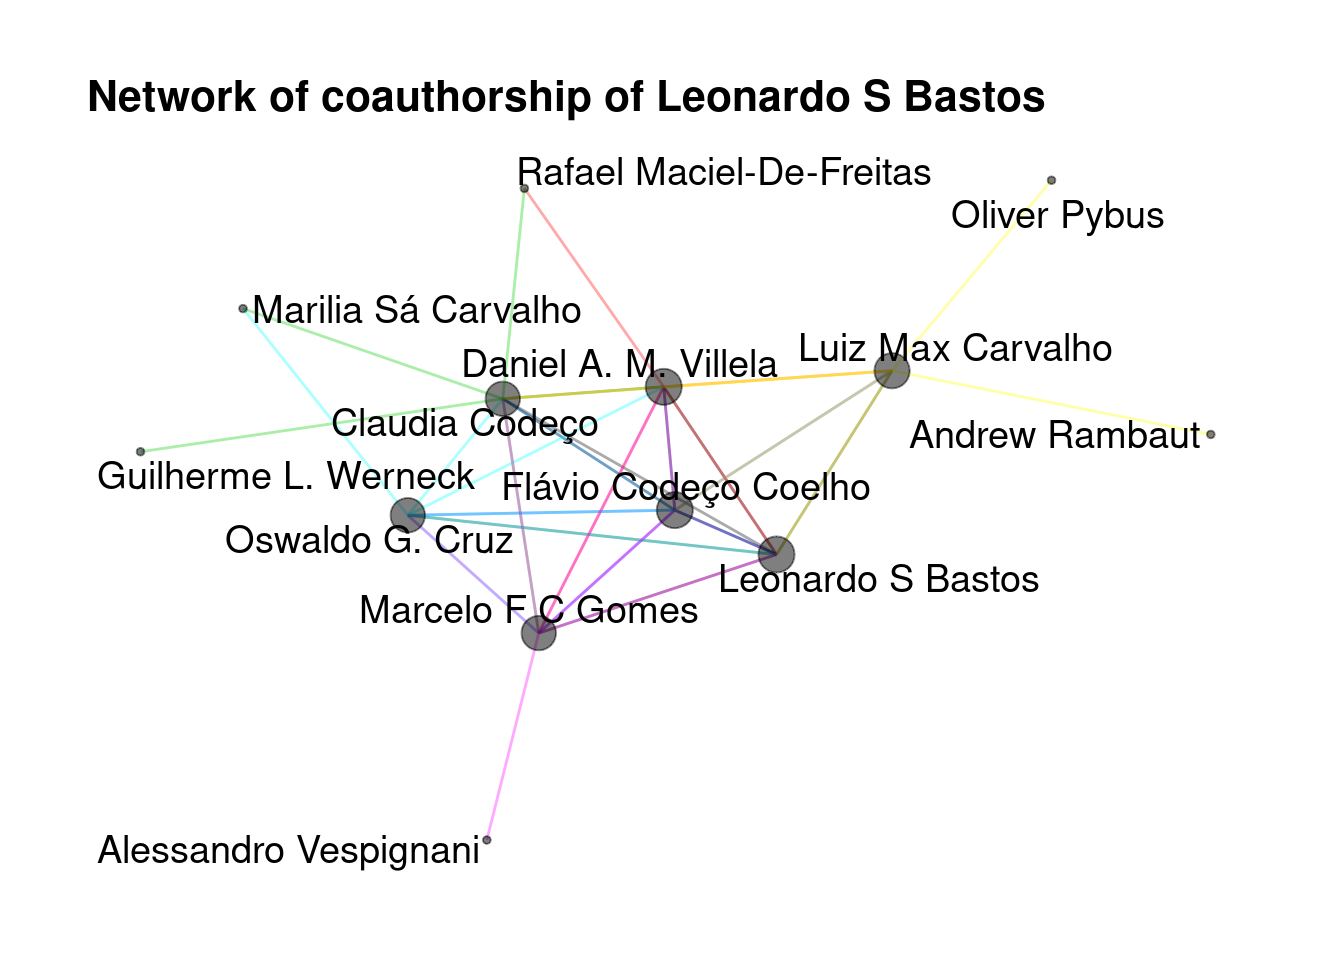 Network of coauthorship of Leonardo S Bastos
Rafael Maciel-De-Freitas
Oliver Pybus
Marilia Sá Carvalho
Luiz Max Carvalho
Daniel A. M. Villela
Claudia Codeço
Andrew Rambaut
Guilherme L. Werneck
Flávio Codeço Coelho
Oswaldo G. Cruz
Leonardo S Bastos
Marcelo F C Gomes
Alessandro Vespignani